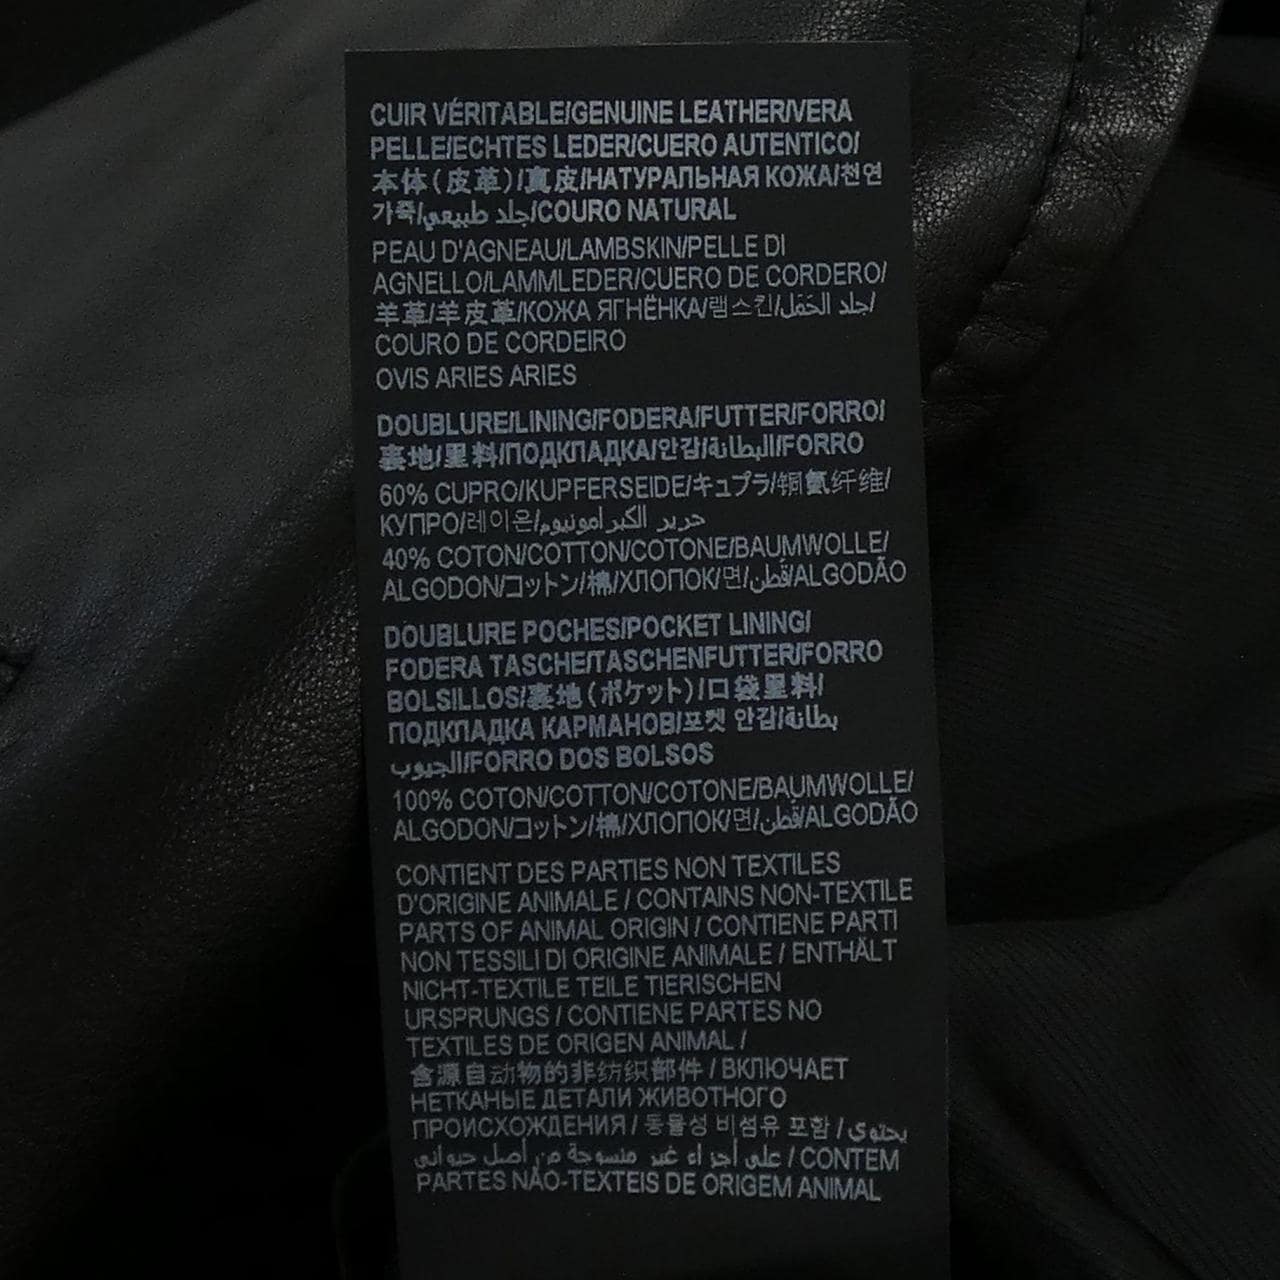 CUIR VÉRITABLE/GENUINE LEATHER/VERA
PELLE/ECHTES LEDER/CUERO AUTENTICO/
本体(皮革)/真皮/НАТУРАЛЬНАЯ КОЖА/천연
가죽/جلد طبيعي/COURO NATURAL
PEAU D'AGNEAU/LAMBSKIN/PELLE DI
AGNELLO/LAMMLEDER/CUERO DE CORDERO/
羊革/羊皮革/КОЖА ЯГНЁНКА/램스킨/جلد الحَمَل/
COURO DE CORDEIRO
OVIS ARIES ARIES
DOUBLURE/LINING/FODERA/FUTTER/FORRO/
裏地/里料/ПОДКЛАДКА/안감/البطانة/FORRO
60% CUPRO/KUPFERSEIDE/キュプラ/铜氨纤维/
КУПРО/레이온/حرير الكبرامونيوم
40% COTON/COTTON/COTONE/BAUMWOLLE/
ALGODON/コットン/棉/ХЛОПОК/면/قُطن/ALGODÃO
DOUBLURE POCHES/POCKET LINING/
FODERA TASCHE/TASCHENFUTTER/FORRO
BOLSILLOS/裏地(ポケット)/口袋里料/
ПОДКЛАДКА КАРМАНОВ/포켓 안감/بطانة
الجيوب/FORRO DOS BOLSOS
100% COTON/COTTON/COTONE/BAUMWOLLE/
ALGODON/コットン/棉/ХЛОПОК/면/قُطن/ALGODÃO
CONTIENT DES PARTIES NON TEXTILES
D'ORIGINE ANIMALE / CONTAINS NON-TEXTILE
PARTS OF ANIMAL ORIGIN / CONTIENE PARTI
NON TESSILI DI ORIGINE ANIMALE / ENTHÄLT
NICHT-TEXTILE TEILE TIERISCHEN
URSPRUNGS / CONTIENE PARTES NO
TEXTILES DE ORIGEN ANIMAL /
含源自动物的非纺织部件 / ВКЛЮЧАЕТ
НЕТКАНЫЕ ДЕТАЛИ ЖИВОТНОГО
ПРОИСХОЖДЕНИЯ / 동물성 비섬유 포함 / يحتوي
على أجزاء غير منسوجة من أصل حيواني / CONTEM
PARTES NÃO-TEXTEIS DE ORIGEM ANIMAL